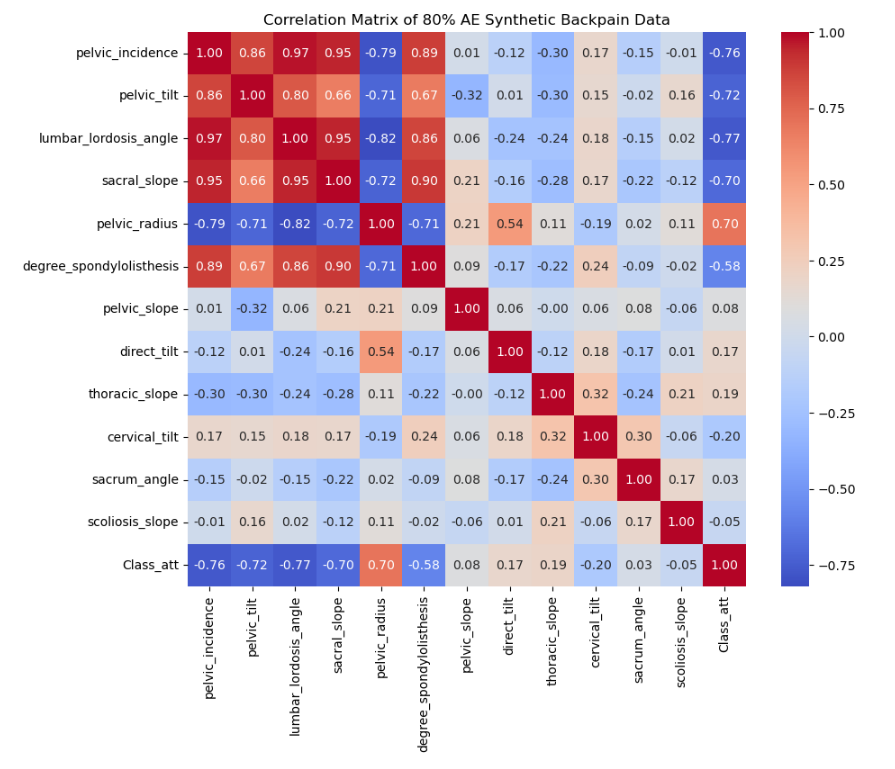 Correlation Matrix of 80% AE Synthetic Backpain Data
pelvic_incidence 1.00 0.86 0.97 0.95 -0.79 0.89 0.01 -0.12 -0.30 0.17 -0.15 -0.01 -0.76
pelvic_tilt 0.86 1.00 0.80 0.66 -0.71 0.67 -0.32 0.01 -0.30 0.15 -0.02 0.16 -0.72
lumbar_lordosis_angle 0.97 0.80 1.00 0.95 -0.82 0.86 0.06 -0.24 -0.24 0.18 -0.15 0.02 -0.77
sacral_slope 0.95 0.66 0.95 1.00 -0.72 0.90 0.21 -0.16 -0.28 0.17 -0.22 -0.12 -0.70
pelvic_radius -0.79 -0.71 -0.82 -0.72 1.00 -0.71 0.21 0.54 0.11 -0.19 0.02 0.11 0.70
degree_spondylolisthesis 0.89 0.67 0.86 0.90 -0.71 1.00 0.09 -0.17 -0.22 0.24 -0.09 -0.02 -0.58
pelvic_slope 0.01 -0.32 0.06 0.21 0.21 0.09 1.00 0.06 -0.00 0.06 0.08 -0.06 0.08
direct_tilt -0.12 0.01 -0.24 -0.16 0.54 -0.17 0.06 1.00 -0.12 0.18 -0.17 0.01 0.17
thoracic_slope -0.30 -0.30 -0.24 -0.28 0.11 -0.22 -0.00 -0.12 1.00 0.32 -0.24 0.21 0.19
cervical_tilt 0.17 0.15 0.18 0.17 -0.19 0.24 0.06 0.18 0.32 1.00 0.30 -0.06 -0.20
sacrum_angle -0.15 -0.02 -0.15 -0.22 0.02 -0.09 0.08 -0.17 -0.24 0.30 1.00 0.17 0.03
scoliosis_slope -0.01 0.16 0.02 -0.12 0.11 -0.02 -0.06 0.01 0.21 -0.06 0.17 1.00 -0.05
Class_att -0.76 -0.72 -0.77 -0.70 0.70 -0.58 0.08 0.17 0.19 -0.20 0.03 -0.05 1.00
pelvic_incidence
pelvic_tilt
lumbar_lordosis_angle
sacral_slope
pelvic_radius
degree_spondylolisthesis
pelvic_slope
direct_tilt
thoracic_slope
cervical_tilt
sacrum_angle
scoliosis_slope
Class_att
1.00
0.75
0.50
0.25
0.00
−0.25
−0.50
−0.75